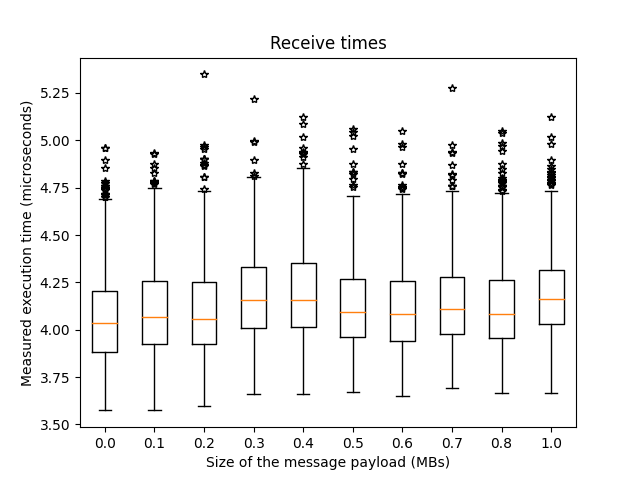 Receive times
Measured execution time (microseconds)
5.25
5.00
4.75
4.50
4.25
4.00
3.75
3.50
0.0 0.1 0.2 0.3 0.4 0.5 0.6 0.7 0.8 1.0
Size of the message payload (MBs)